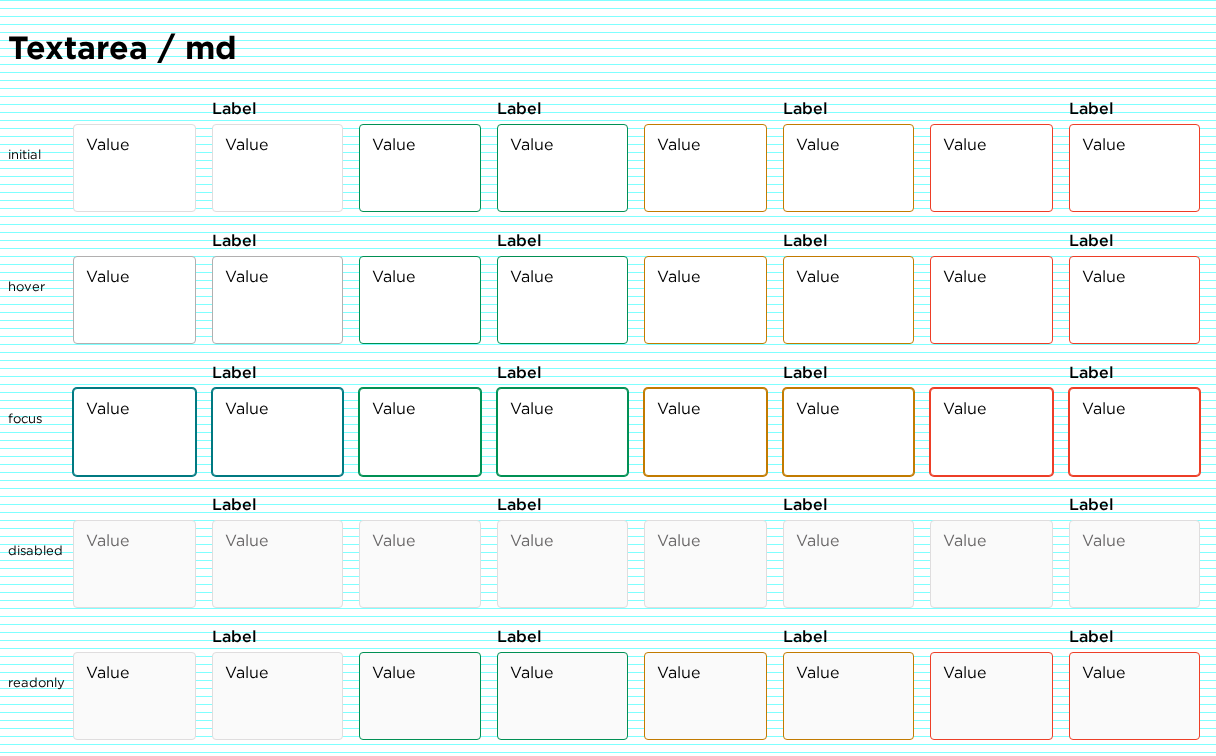 Textarea / md
Label Label Label Label
initial Value Value Value Value Value Value Value Value
Label Label Label Label
hover Value Value Value Value Value Value Value Value
Label Label Label Label
focus Value Value Value Value Value Value Value Value
Label Label Label Label
disabled Value Value Value Value Value Value Value Value
Label Label Label Label
readonly Value Value Value Value Value Value Value Value